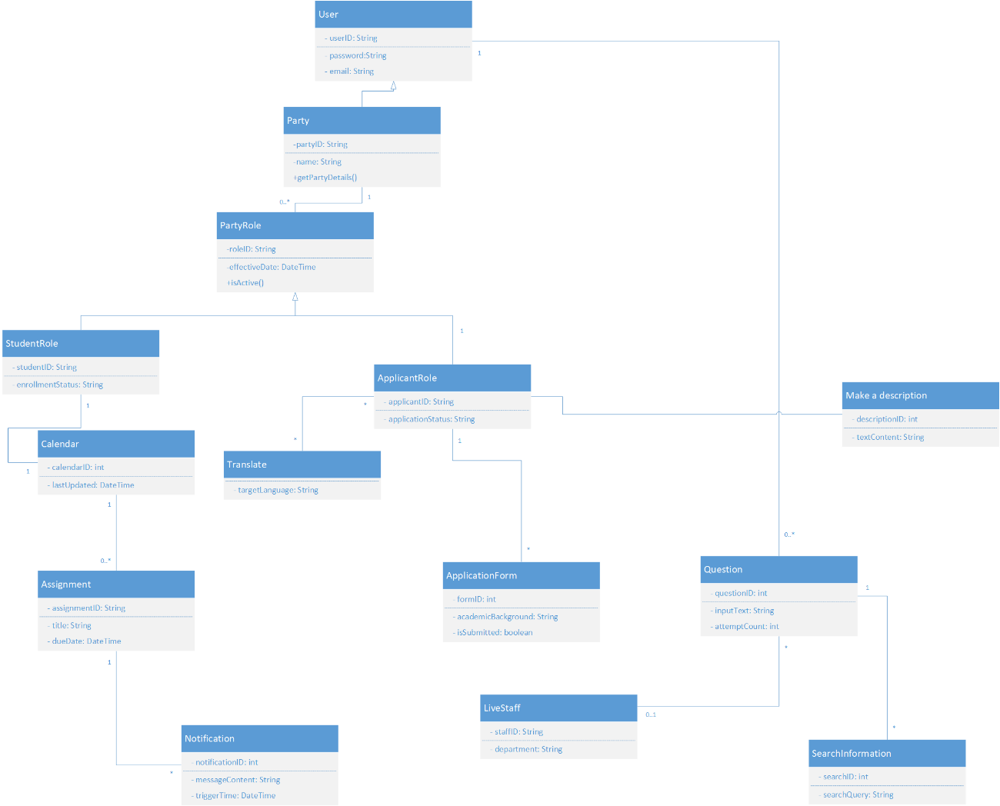 User
- userID: String
- password:String
- email: String
1
Party
-partyID: String
-name: String
+getPartyDetails()
1
0..*
PartyRole
-roleID: String
-effectiveDate: DateTime
+isActive()
1
StudentRole
- studentID: String
- enrollmentStatus: String
1
ApplicantRole
- applicantID: String
- applicationStatus: String
*
1
Make a description
- descriptionID: int
- textContent: String
Calendar
- calendarID: int
- lastUpdated: DateTime
1
1
*
Translate
- targetLanguage: String
0..*
Assignment
- assignmentID: String
- title: String
- dueDate: DateTime
1
*
ApplicationForm
- formID: int
- academicBackground: String
- isSubmitted: boolean
0..*
Question
- questionID: int
- inputText: String
- attemptCount: int
1
*
LiveStaff
- staffID: String
- department: String
0..1
*
Notification
- notificationID: int
- messageContent: String
- triggerTime: DateTime
*
SearchInformation
- searchID: int
- searchQuery: String